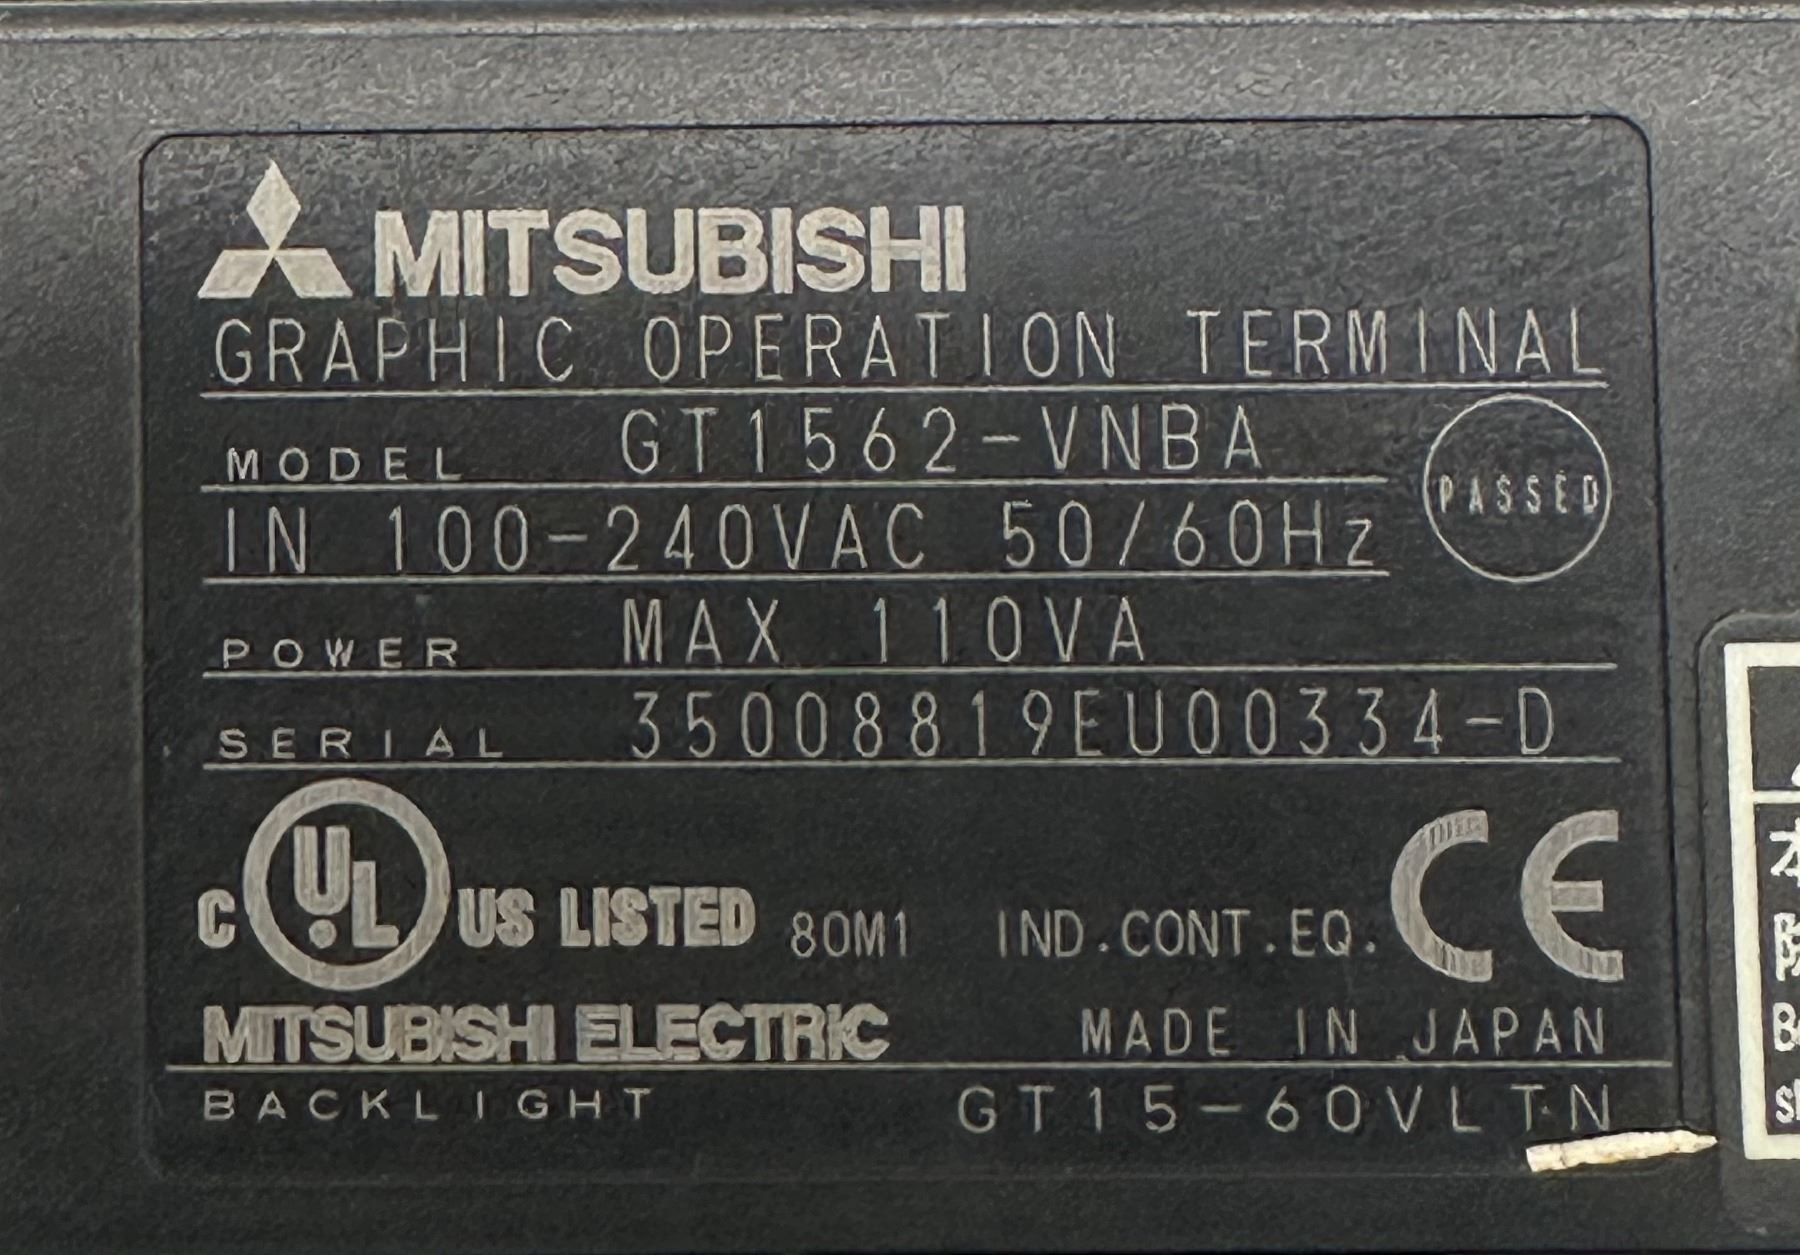 MITSUBISHI
GRAPHIC OPERATION TERMINAL
MODEL GT1562-VNBA
PASSED
IN 100-240VAC 50/60Hz
POWER MAX 110VA
SERIAL 35008819EU00334-D
C UL US LISTED 80M1 IND.CONT.EQ. CE
MITSUBISHI ELECTRIC MADE IN JAPAN
BACKLIGHT GT15-60VLTN
本